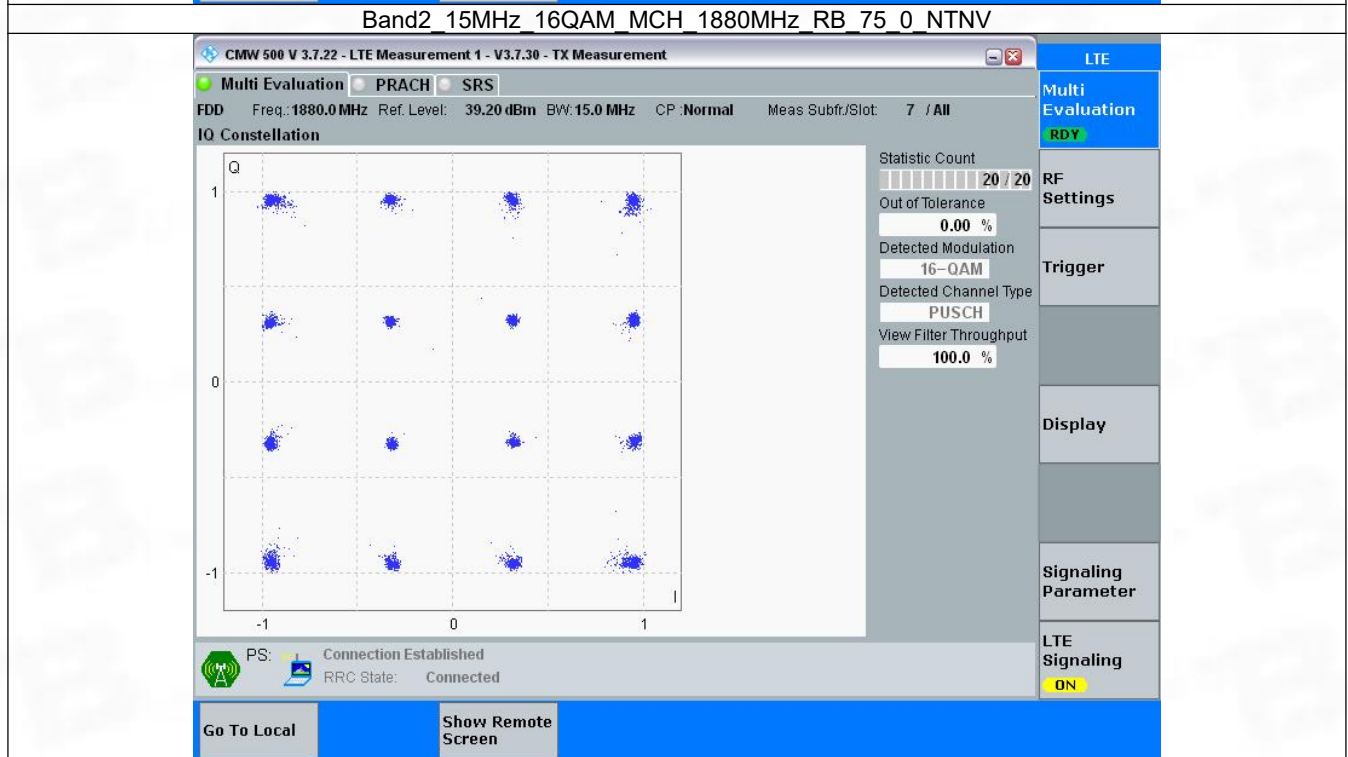 Band2_15MHz_16QAM_MCH_1880MHz_RB_75_0_NTNV
CMW 500 V 3.7.22 - LTE Measurement 1 - V3.7.30 - TX Measurement
LTE
Multi Evaluation PRACH SRS
Multi
Evaluation
RDY
FDD Freq.:1880.0 MHz Ref. Level: 39.20 dBm BW:15.0 MHz CP :Normal Meas Subfr./Slot: 7 / All
IQ Constellation
Q
1
0
-1
I
-1 0 1
Statistic Count
20 / 20
Out of Tolerance
0.00 %
Detected Modulation
16-QAM
Detected Channel Type
PUSCH
View Filter Throughput
100.0 %
RF
Settings
Trigger
Display
Signaling
Parameter
LTE
Signaling
ON
PS: Connection Established
RRC State: Connected
Go To Local
Show Remote
Screen